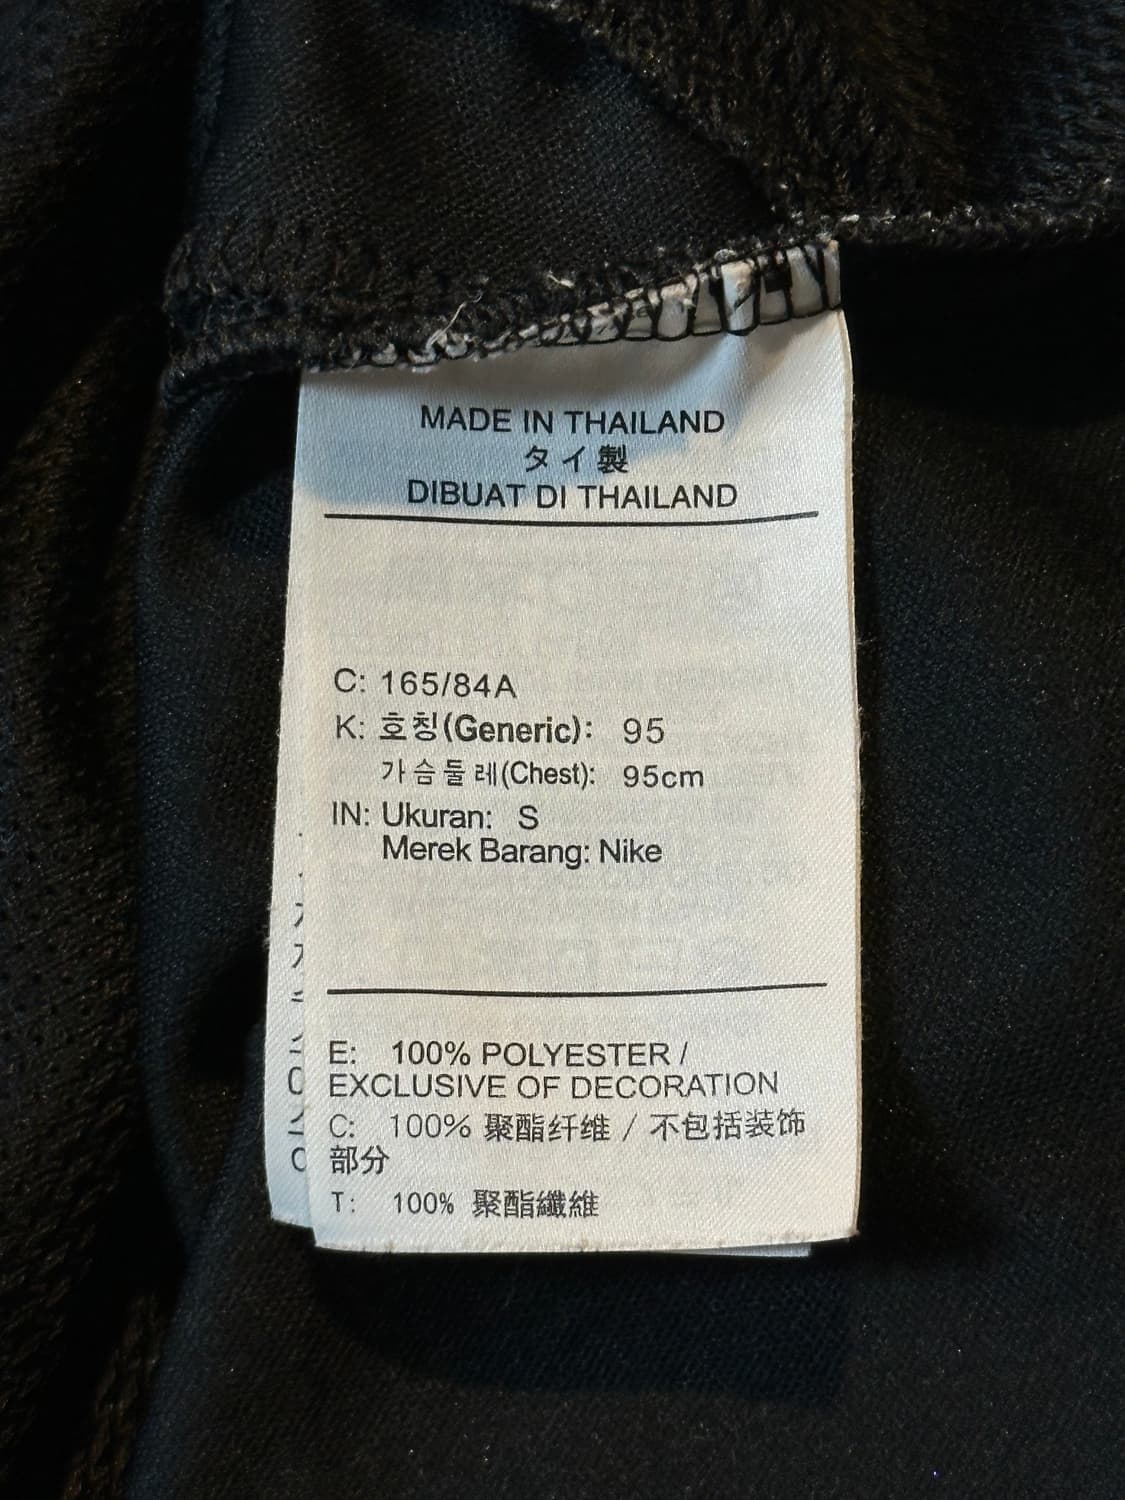 MADE IN THAILAND
タイ製
DIBUAT DI THAILAND
C: 165/84A
K: 호칭(Generic): 95
가슴둘레(Chest): 95cm
IN: Ukuran: S
Merek Barang: Nike
E: 100% POLYESTER /
EXCLUSIVE OF DECORATION
C: 100% 聚酯纤维 / 不包括装饰
部分
T: 100% 聚酯纖維